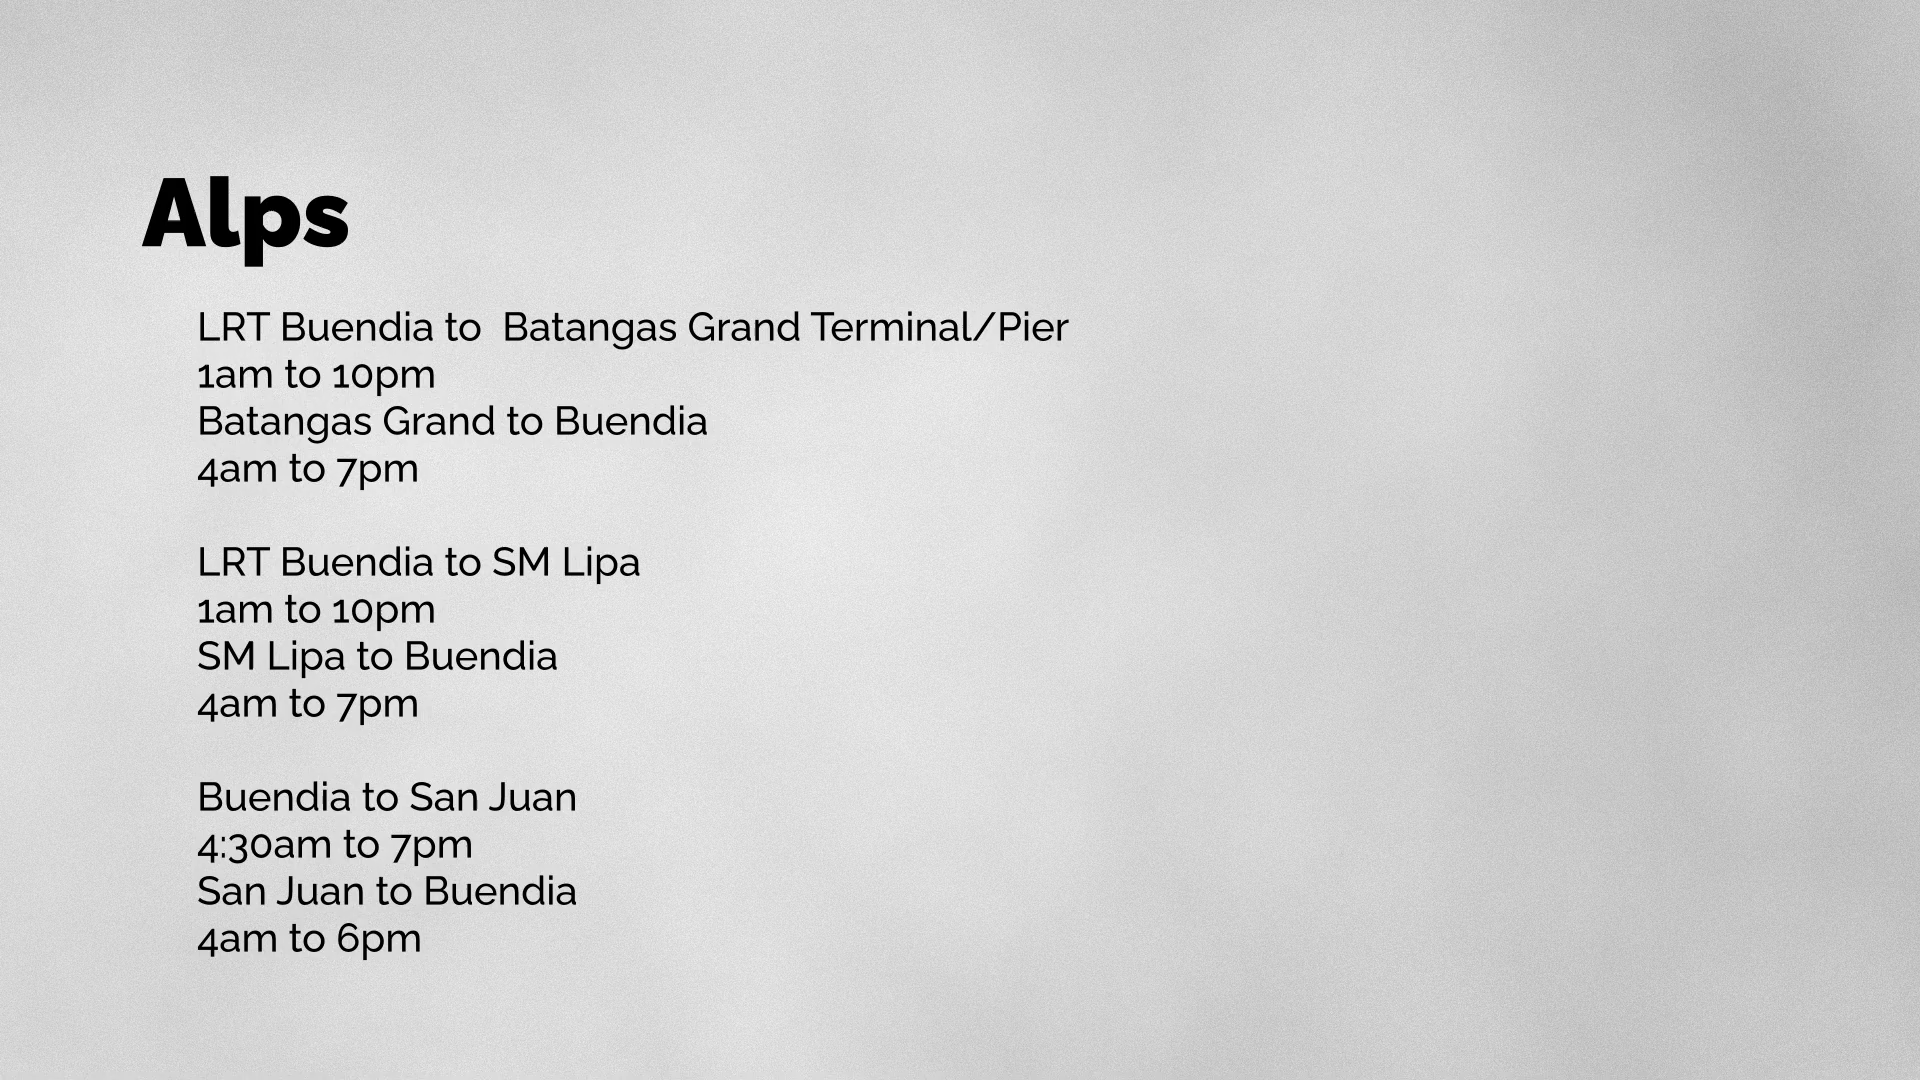 Alps
LRT Buendia to  Batangas Grand Terminal/Pier
1am to 10pm
Batangas Grand to Buendia
4am to 7pm
LRT Buendia to SM Lipa
1am to 10pm
SM Lipa to Buendia
4am to 7pm
Buendia to San Juan
4:30am to 7pm
San Juan to Buendia
4am to 6pm